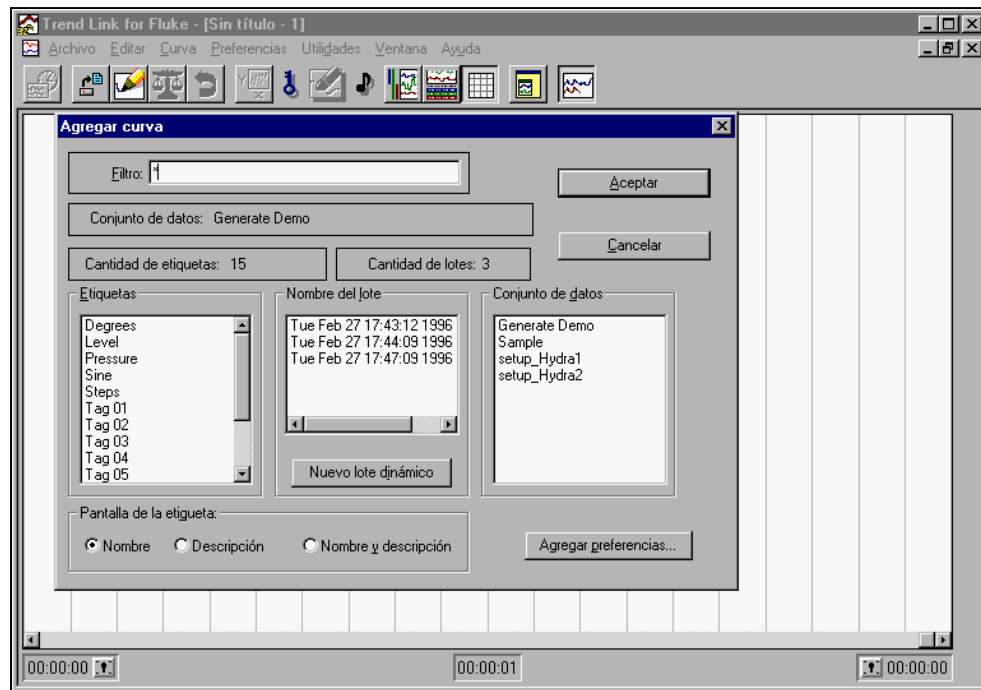 Trend Link for Fluke - [Sin título - 1]
Archivo Editar Curva Preferencias Utilidades Ventana Ayuda
Agregar curva
Filtro: *
Aceptar
Conjunto de datos: Generate Demo
Cancelar
Cantidad de etiquetas: 15
Cantidad de lotes: 3
Etiquetas
Degrees
Level
Pressure
Sine
Steps
Tag 01
Tag 02
Tag 03
Tag 04
Tag 05
Nombre del lote
Tue Feb 27 17:43:12 1996
Tue Feb 27 17:44:09 1996
Tue Feb 27 17:47:09 1996
Nuevo lote dinámico
Conjunto de datos
Generate Demo
Sample
setup_Hydra1
setup_Hydra2
Pantalla de la etigueta:
Nombre
Descripción
Nombre y descripción
Agregar preferencias...
00:00:00
00:00:01
00:00:00